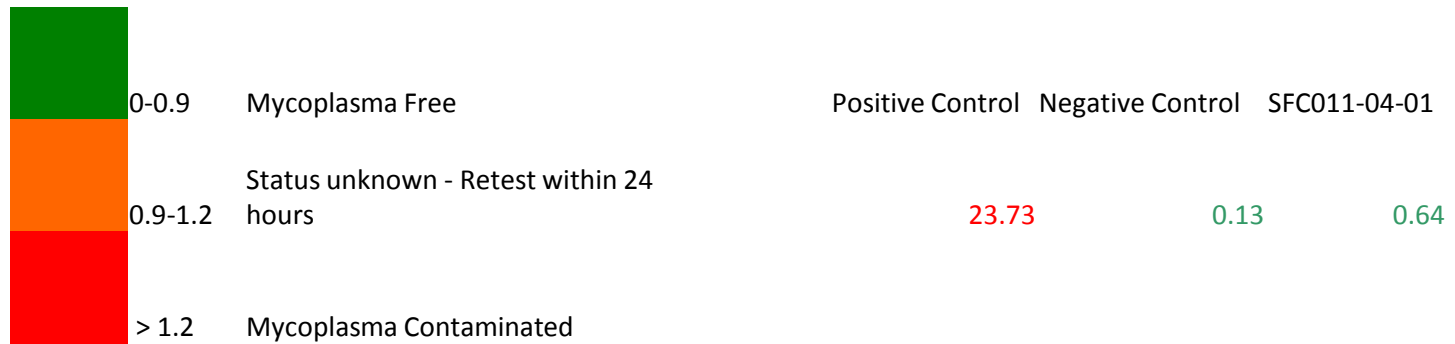 0-0.9 Mycoplasma Free Positive Control Negative Control SFC011-04-01
Status unknown - Retest within 24
0.9-1.2 hours 23.73 0.13 0.64
> 1.2 Mycoplasma Contaminated